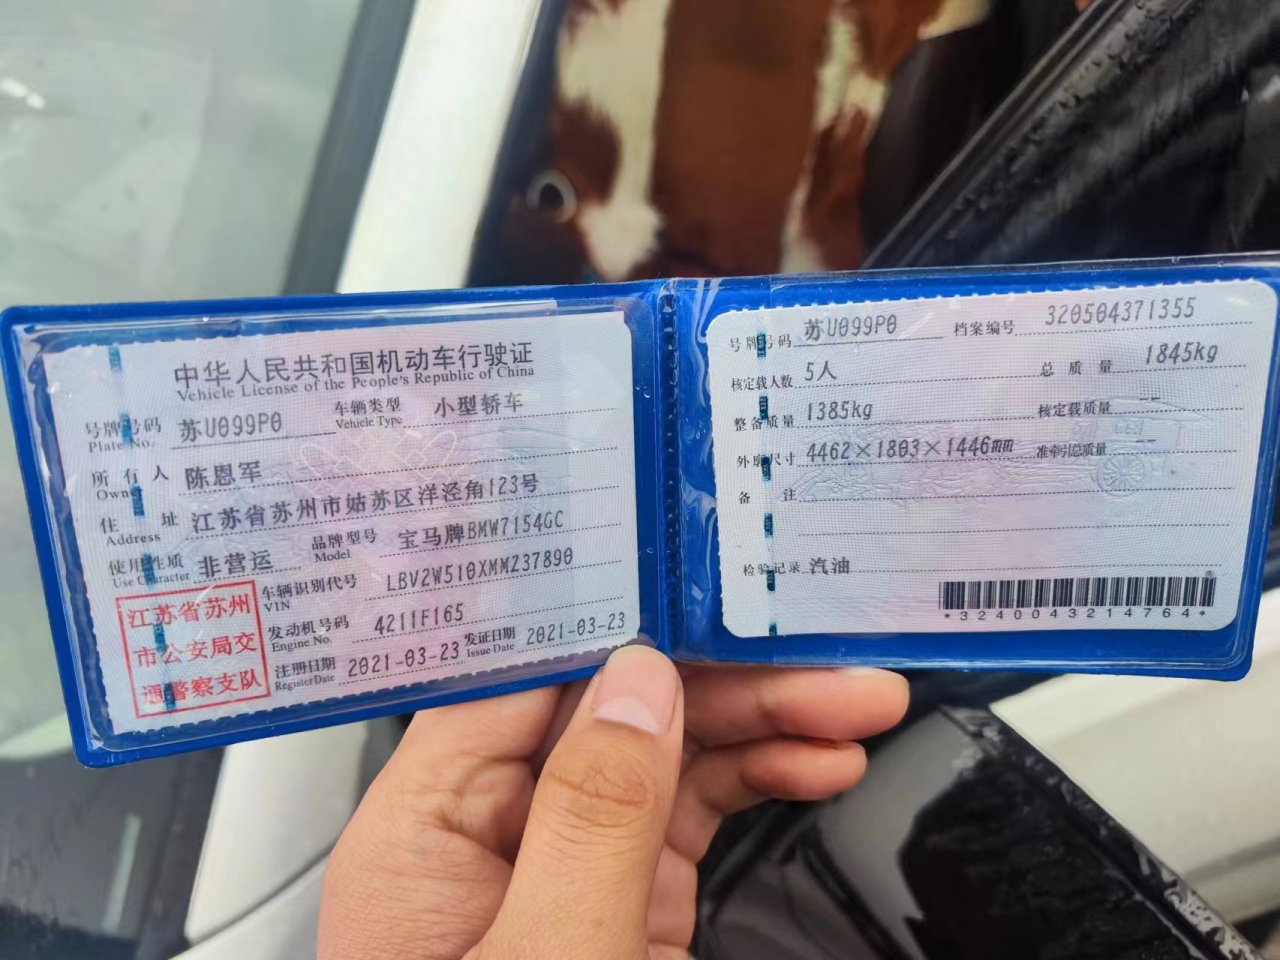 中华人民共和国机动车行驶证
Vehicle License of the People's Republic of China
号牌号码 苏U099P0 车辆类型 小型轿车
Plate No. Vehicle Type
所有人 陈恩军
Owner
住址 江苏省苏州市姑苏区洋泾角123号
Address
使用性质 非营运 品牌型号 宝马牌BMW7154GC
Use Character Model
车辆识别代号 LBV2W510XMMZ37890
VIN
发动机号码 4211F165
Engine No.
注册日期 2021-03-23 发证日期 2021-03-23
Register Date Issue Date
江苏省苏州
市公安局交
通警察支队
号牌号码 苏U099P0 档案编号 320504371355
核定载人数 5人 总质量 1845kg
整备质量 1385kg 核定载质量 --
外廓尺寸 4462×1803×1446mm 准牵引总质量 --
备注
检验记录 汽油
*3240043214764*